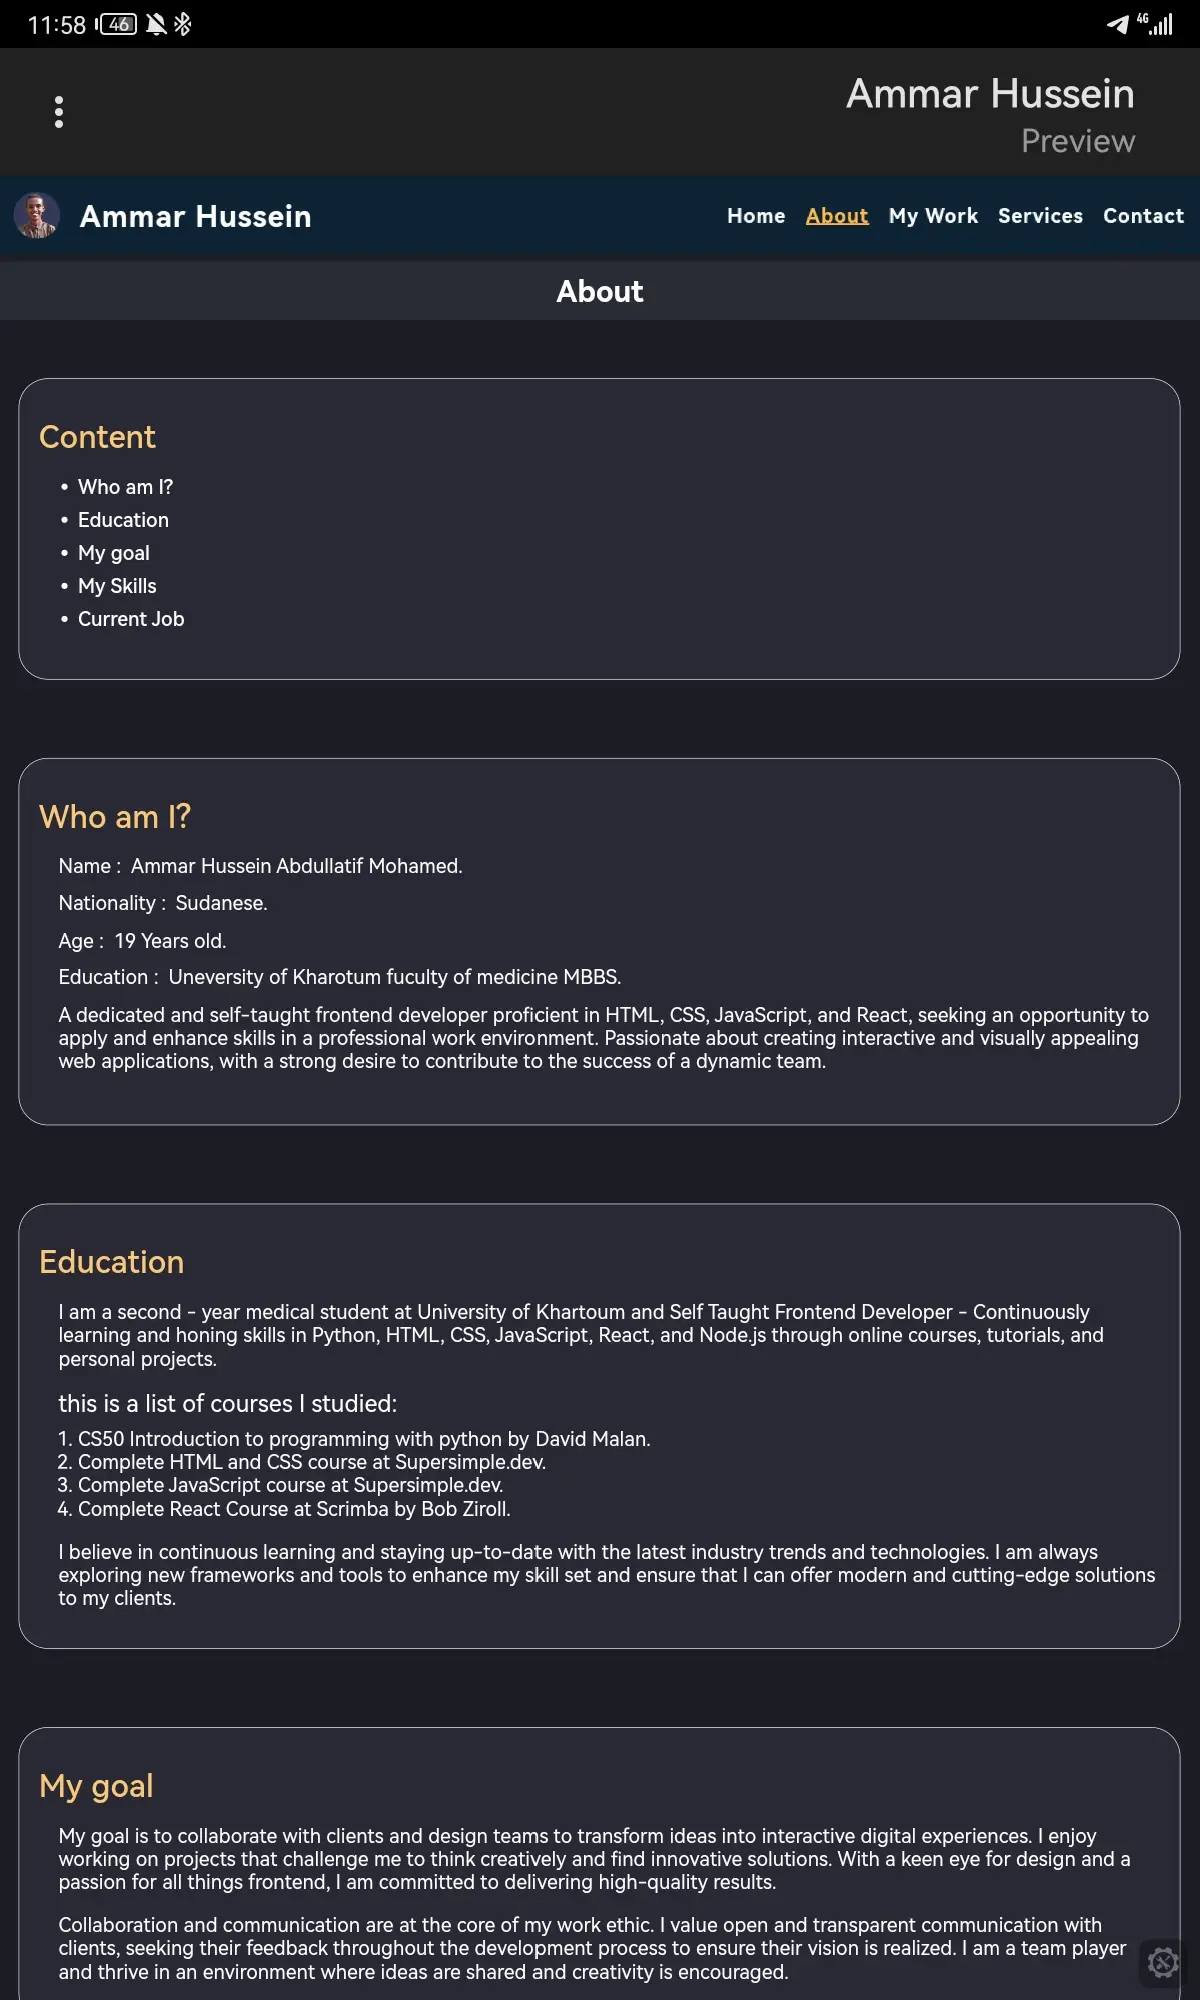 11:58 46 4G
Ammar Hussein
Preview
Ammar Hussein Home About My Work Services Contact
About
Content
• Who am I?
• Education
• My goal
• My Skills
• Current Job
Who am I?
Name : Ammar Hussein Abdullatif Mohamed.
Nationality : Sudanese.
Age : 19 Years old.
Education : Uneversity of Kharotum fuculty of medicine MBBS.
A dedicated and self-taught frontend developer proficient in HTML, CSS, JavaScript, and React, seeking an opportunity to
apply and enhance skills in a professional work environment. Passionate about creating interactive and visually appealing
web applications, with a strong desire to contribute to the success of a dynamic team.
Education
I am a second - year medical student at University of Khartoum and Self Taught Frontend Developer - Continuously
learning and honing skills in Python, HTML, CSS, JavaScript, React, and Node.js through online courses, tutorials, and
personal projects.
this is a list of courses I studied:
1. CS50 Introduction to programming with python by David Malan.
2. Complete HTML and CSS course at Supersimple.dev.
3. Complete JavaScript course at Supersimple.dev.
4. Complete React Course at Scrimba by Bob Ziroll.
I believe in continuous learning and staying up-to-date with the latest industry trends and technologies. I am always
exploring new frameworks and tools to enhance my skill set and ensure that I can offer modern and cutting-edge solutions
to my clients.
My goal
My goal is to collaborate with clients and design teams to transform ideas into interactive digital experiences. I enjoy
working on projects that challenge me to think creatively and find innovative solutions. With a keen eye for design and a
passion for all things frontend, I am committed to delivering high-quality results.
Collaboration and communication are at the core of my work ethic. I value open and transparent communication with
clients, seeking their feedback throughout the development process to ensure their vision is realized. I am a team player
and thrive in an environment where ideas are shared and creativity is encouraged.